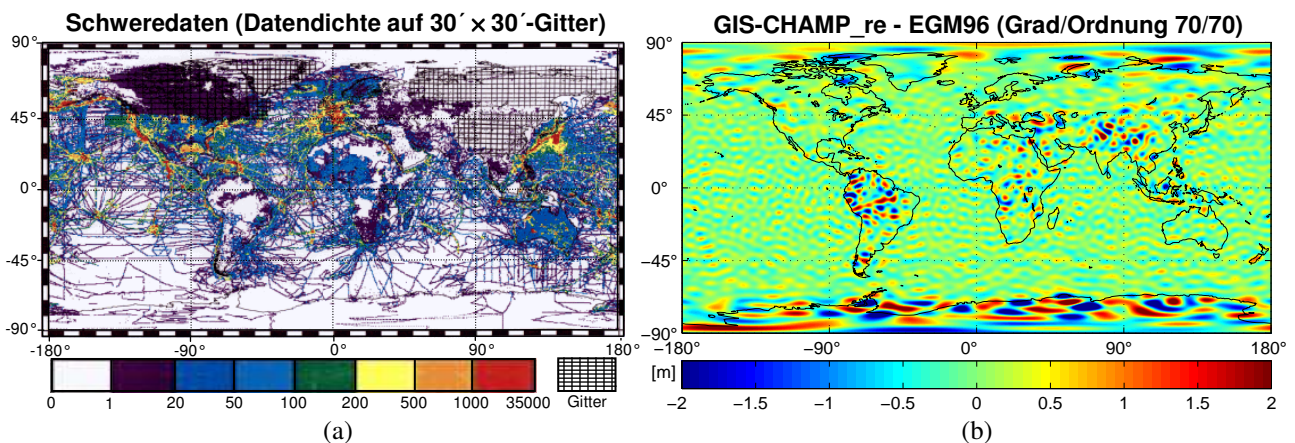 Schweredaten (Datendichte auf 30´ × 30´-Gitter)
90°
45°
0°
-45°
-90°
-180 -90 0 90 180°
0 1 20 50 100 200 500 1000 35000 Gitter
(a)
GIS-CHAMP_re - EGM96 (Grad/Ordnung 70/70)
90°
45°
0°
−45°
−90°
−180° −90° 0° 90° 180°
[m]
−2 −1.5 −1 −0.5 0 0.5 1 1.5 2
(b)